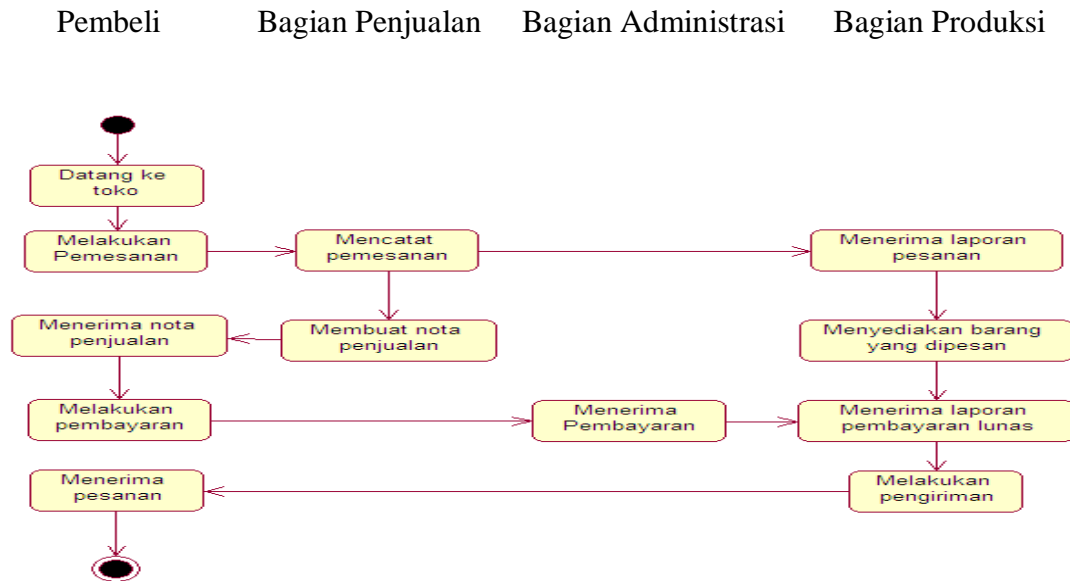 Pembeli Bagian Penjualan Bagian Administrasi Bagian Produksi
Datang ke
toko
Melakukan
Pemesanan
Mencatat
pemesanan
Menerima laporan
pesanan
Menerima nota
penjualan
Membuat nota
penjualan
Menyediakan barang
yang dipesan
Melakukan
pembayaran
Menerima
Pembayaran
Menerima laporan
pembayaran lunas
Menerima
pesanan
Melakukan
pengiriman